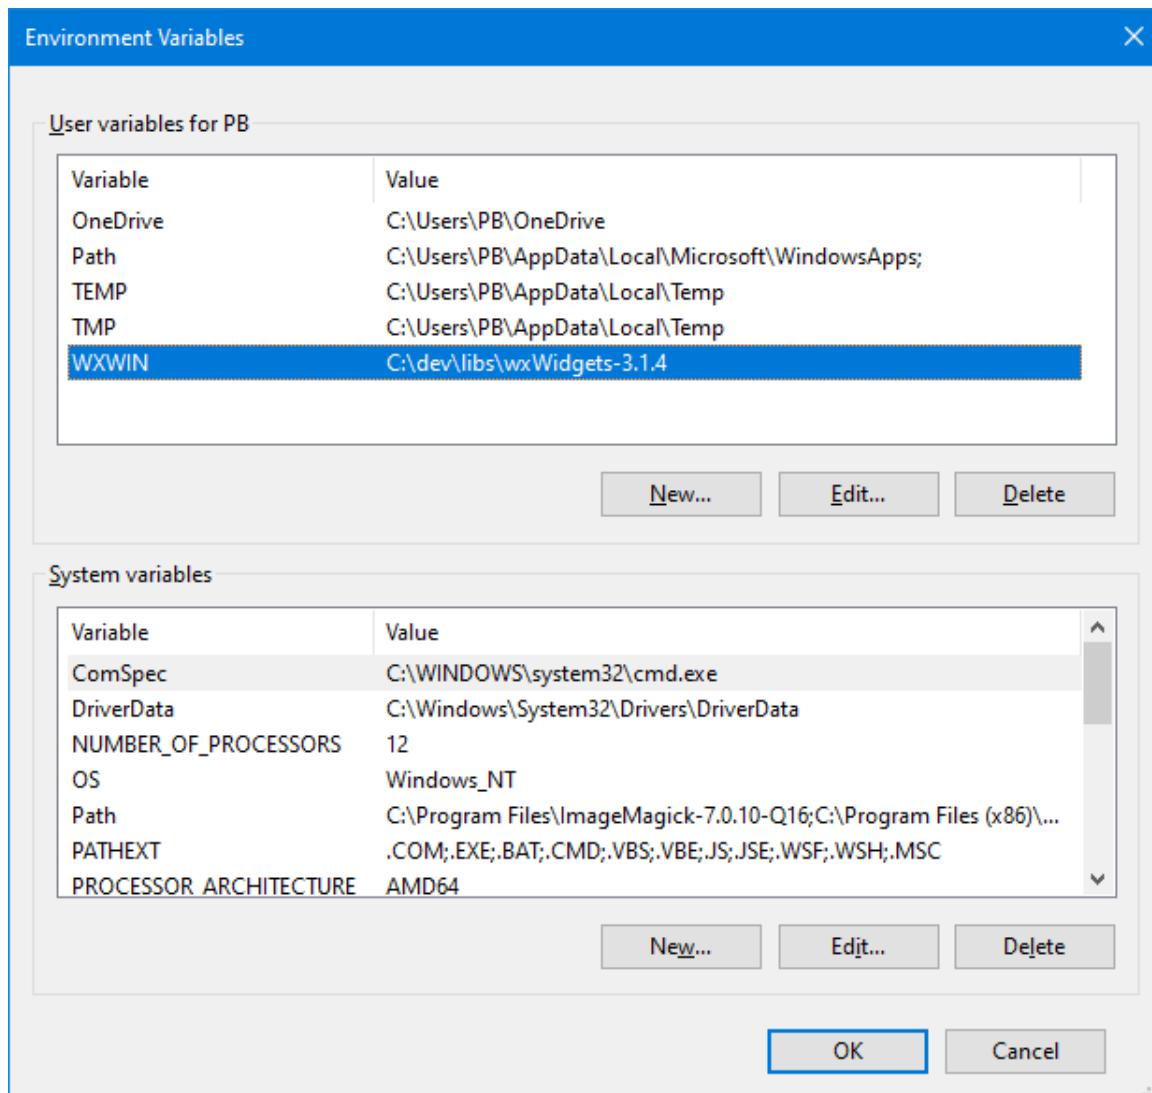 Environment Variables
User variables for PB
Variable Value
OneDrive C:\Users\PB\OneDrive
Path C:\Users\PB\AppData\Local\Microsoft\WindowsApps;
TEMP C:\Users\PB\AppData\Local\Temp
TMP C:\Users\PB\AppData\Local\Temp
WXWIN C:\dev\libs\wxWidgets-3.1.4
New... Edit... Delete
System variables
Variable Value
ComSpec C:\WINDOWS\system32\cmd.exe
DriverData C:\Windows\System32\Drivers\DriverData
NUMBER_OF_PROCESSORS 12
OS Windows_NT
Path C:\Program Files\ImageMagick-7.0.10-Q16;C:\Program Files (x86)\...
PATHEXT .COM;.EXE;.BAT;.CMD;.VBS;.VBE;.JS;.JSE;.WSF;.WSH;.MSC
PROCESSOR_ARCHITECTURE AMD64
New... Edit... Delete
OK Cancel